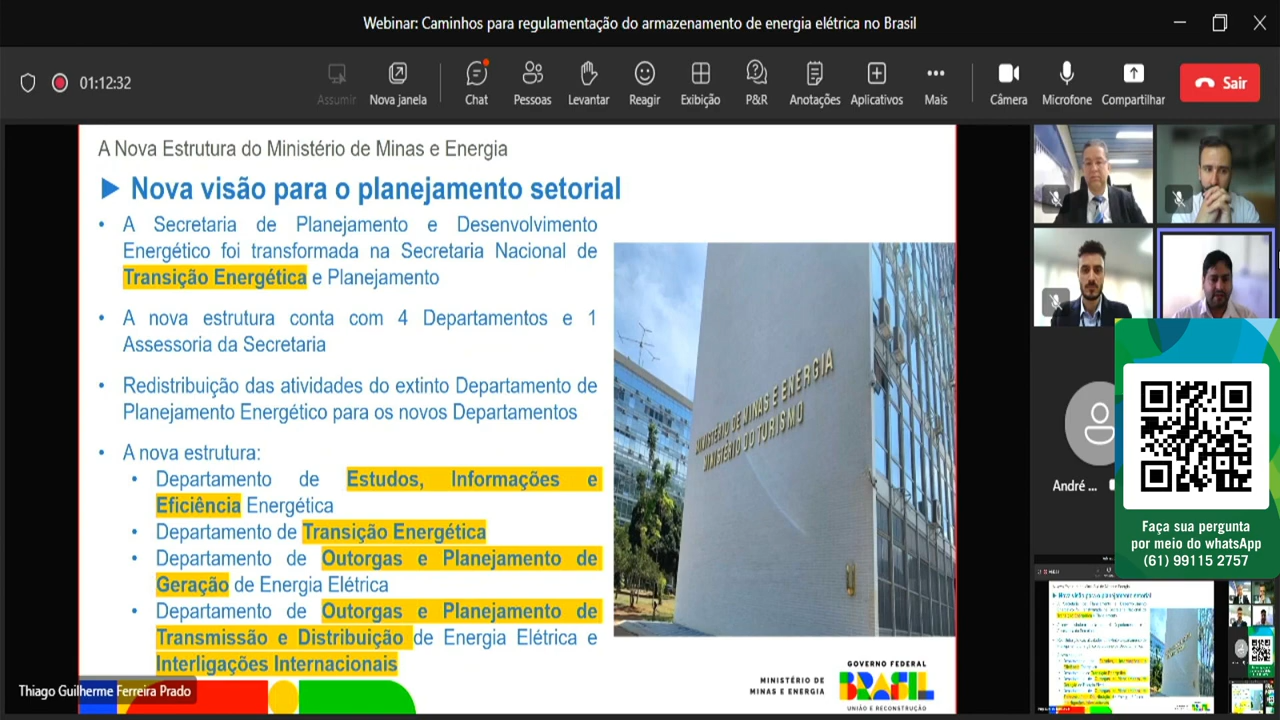 Webinar: Caminhos para regulamentação do armazenamento de energia elétrica no Brasil
01:12:32
Assumir
Nova janela
Chat
Pessoas
Levantar
Reagir
Exibição
P&R
Anotações
Aplicativos
Mais
Câmera
Microfone
Compartilhar
Sair
A Nova Estrutura do Ministério de Minas e Energia
Nova visão para o planejamento setorial
• A Secretaria de Planejamento e Desenvolvimento
Energético foi transformada na Secretaria Nacional de
Transição Energética e Planejamento
• A nova estrutura conta com 4 Departamentos e 1
Assessoria da Secretaria
• Redistribuição das atividades do extinto Departamento de
Planejamento Energético para os novos Departamentos
• A nova estrutura:
• Departamento de Estudos, Informações e
Eficiência Energética
• Departamento de Transição Energética
• Departamento de Outorgas e Planejamento de
Geração de Energia Elétrica
• Departamento de Outorgas e Planejamento de
Transmissão e Distribuição de Energia Elétrica e
Interligações Internacionais
MINISTÉRIO DE MINAS E ENERGIA
MINISTÉRIO DO TURISMO
MINISTÉRIO DE
MINAS E ENERGIA
GOVERNO FEDERAL
BRASIL
UNIÃO E RECONSTRUÇÃO
Thiago Guilherme Ferreira Prado
André ...
Faça sua pergunta
por meio do whatsApp
(61) 99115 2757
Nova visão para o planejamento setorial